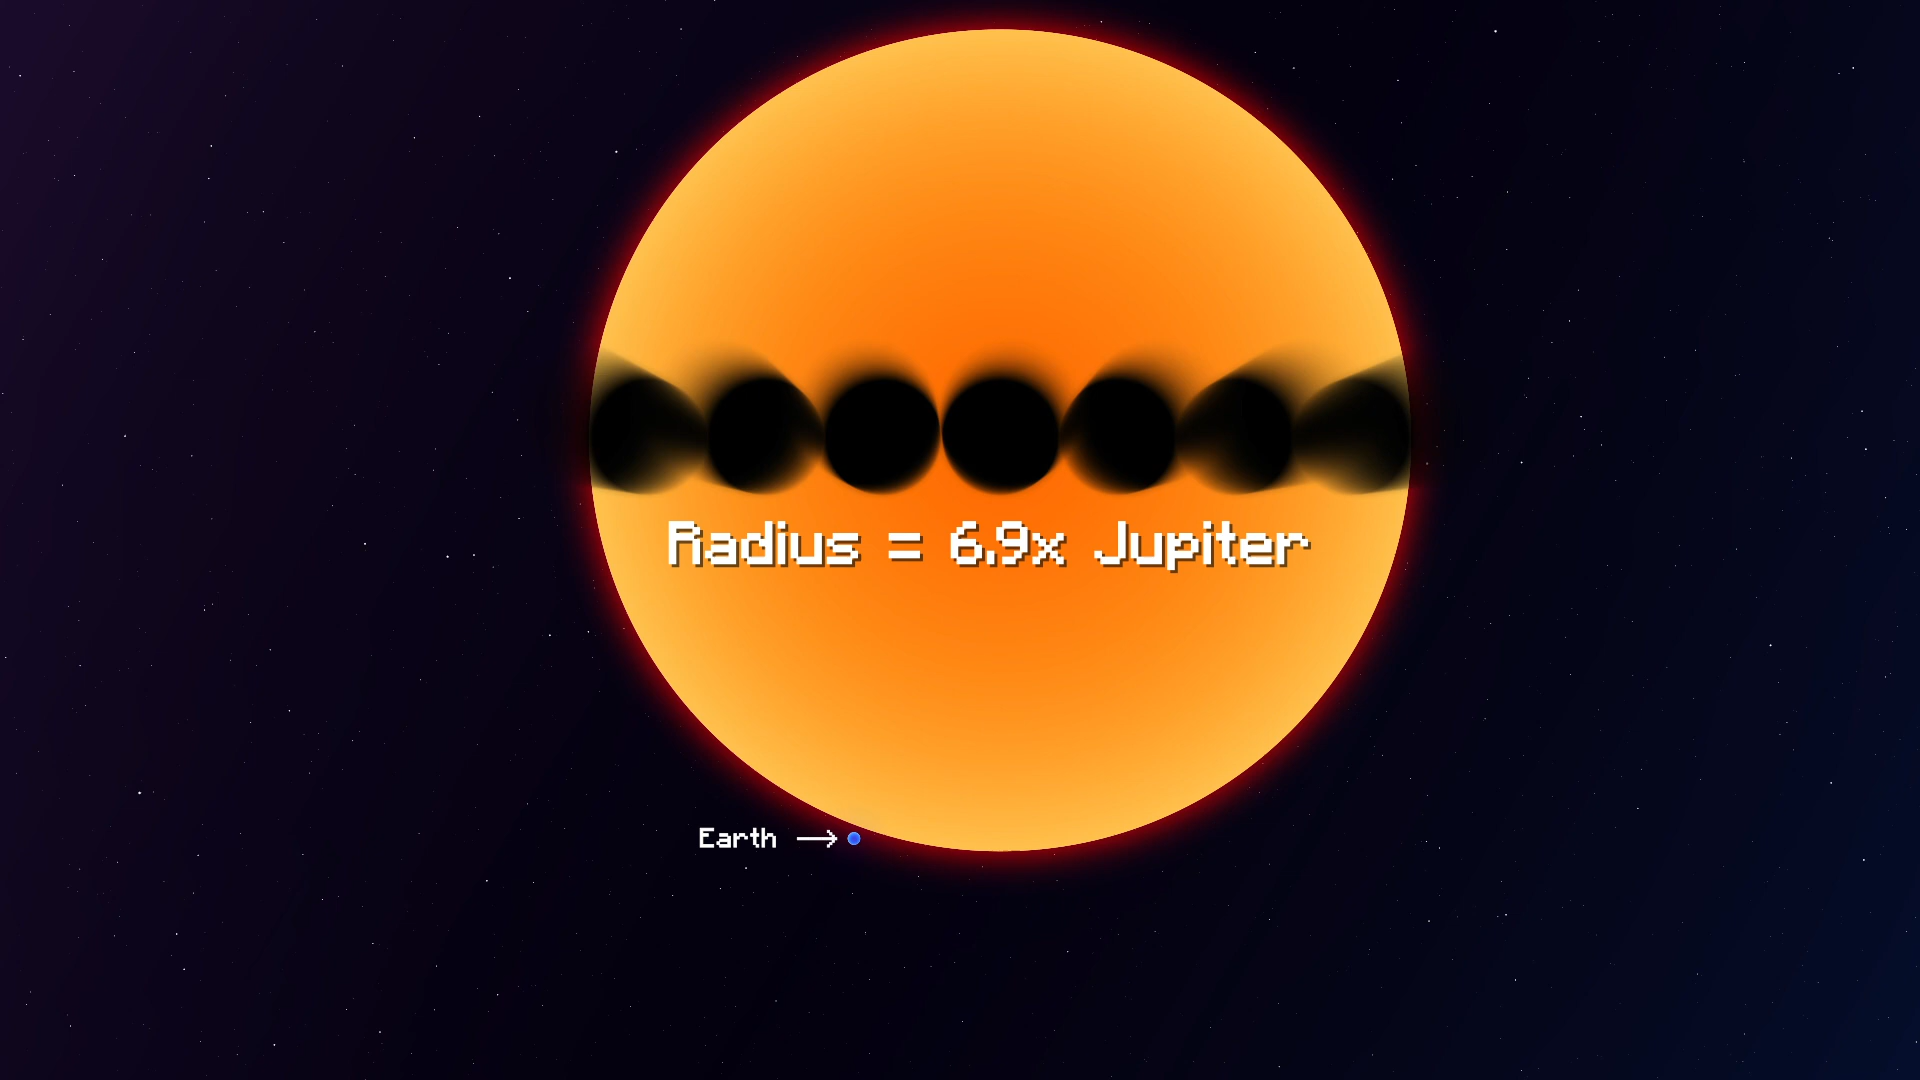 Radius = 6.9x Jupiter
Earth →